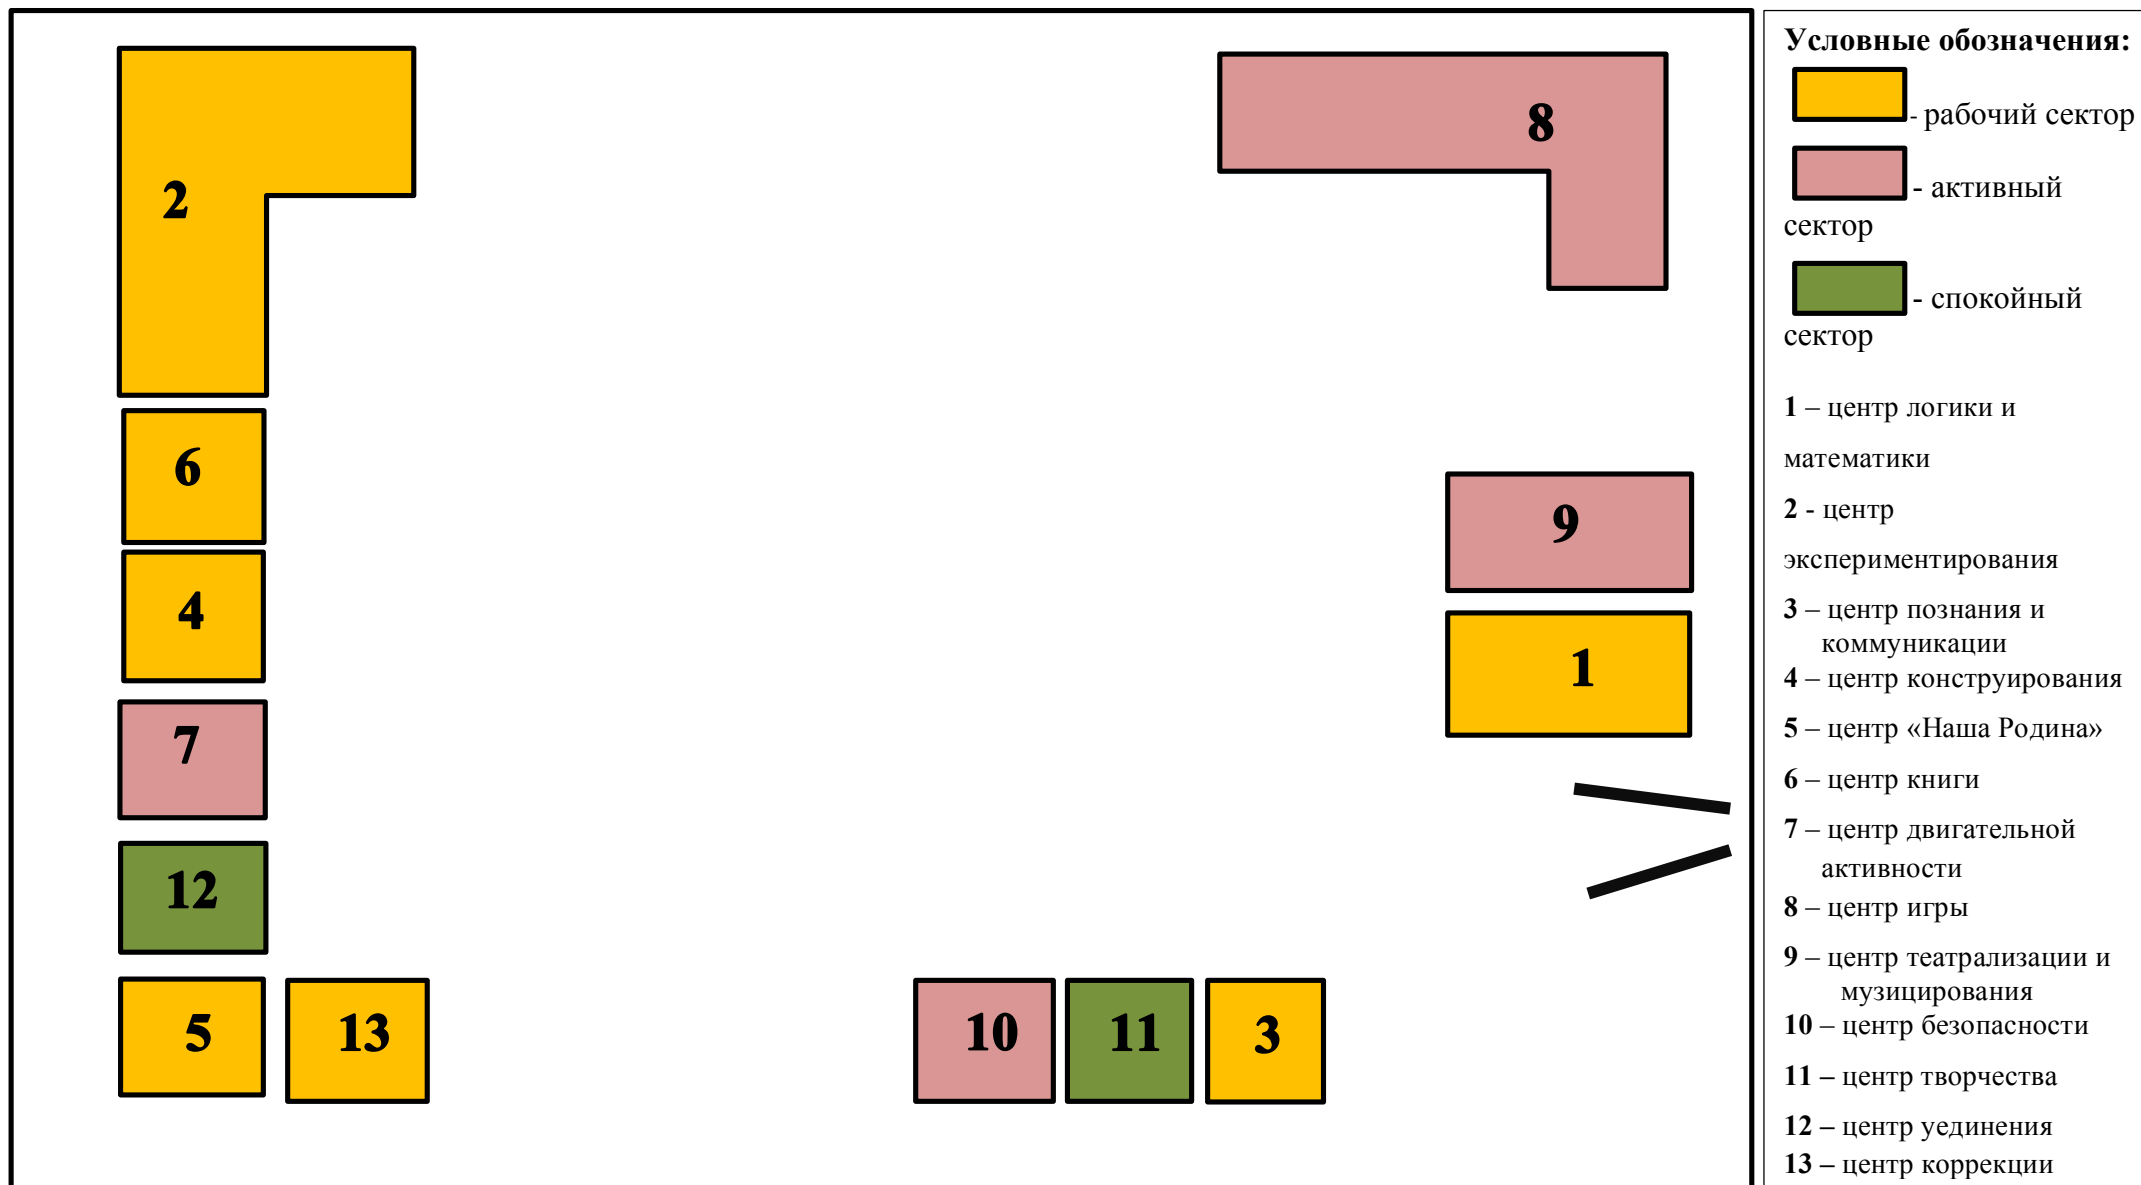 2
8
6
9
4
1
7
12
5
13
10
11
3
Условные обозначения:
- рабочий сектор
- активный
сектор
- спокойный
сектор
1 – центр логики и
математики
2 - центр
экспериментирования
3 – центр познания и
коммуникации
4 – центр конструирования
5 – центр «Наша Родина»
6 – центр книги
7 – центр двигательной
активности
8 – центр игры
9 – центр театрализации и
музицирования
10 – центр безопасности
11 – центр творчества
12 – центр уединения
13 – центр коррекции